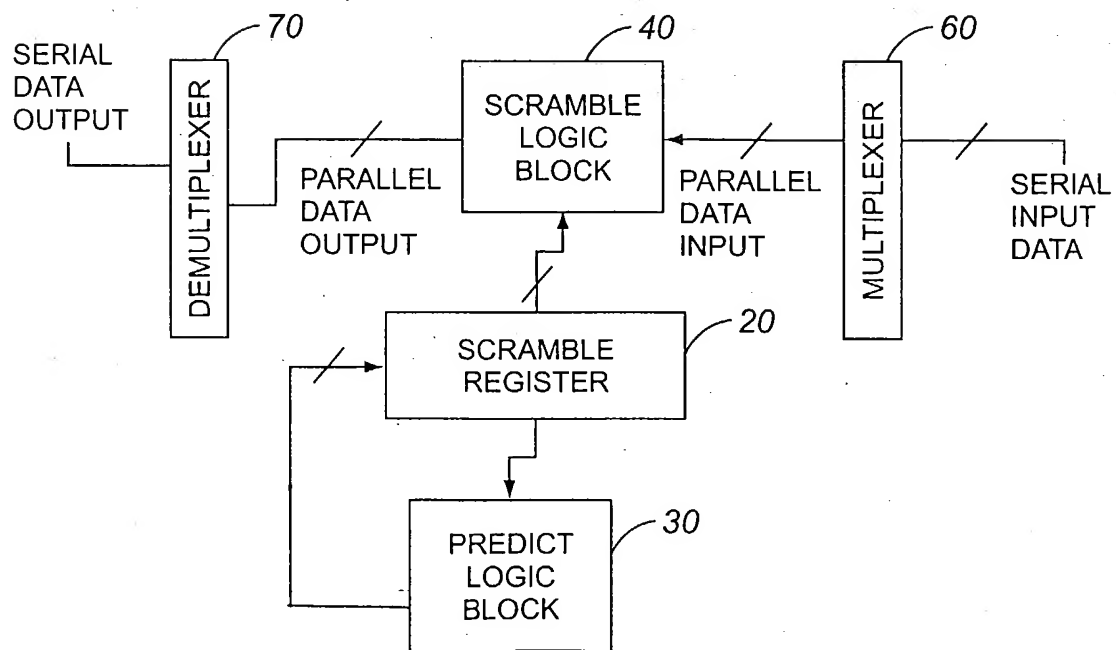 70
40
60
SERIAL
DATA
OUTPUT
DEMULTIPLEXER
PARALLEL
DATA
OUTPUT
SCRAMBLE
LOGIC
BLOCK
PARALLEL
DATA
INPUT
MULTIPLEXER
SERIAL
INPUT
DATA
20
SCRAMBLE
REGISTER
30
PREDICT
LOGIC
BLOCK